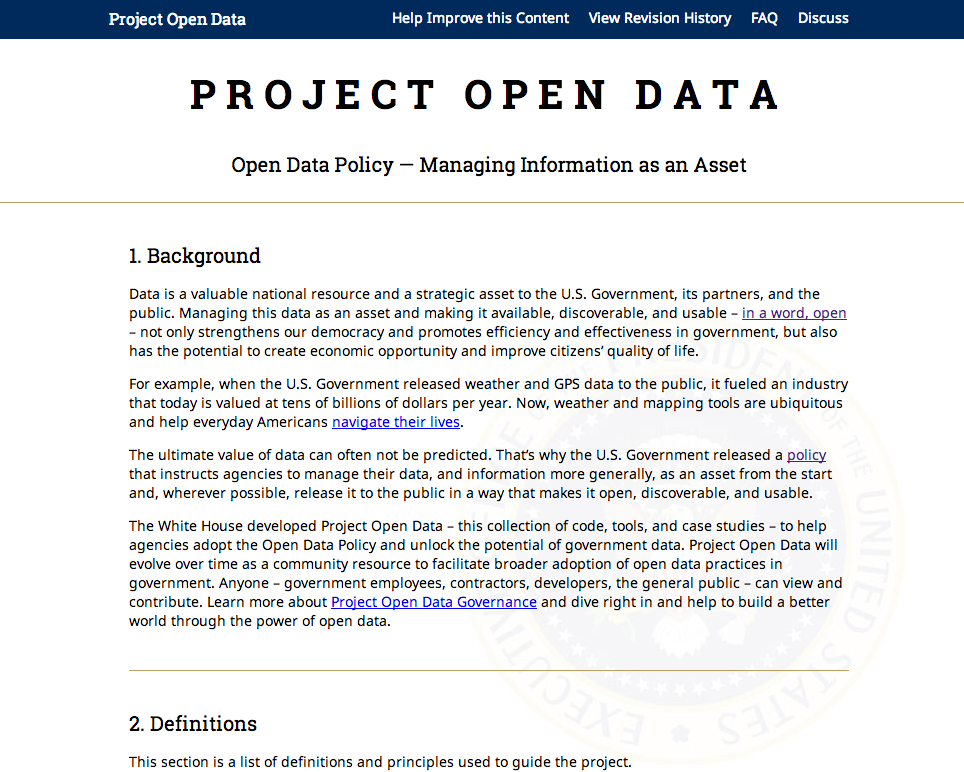 Project Open Data
Help Improve this Content View Revision History FAQ Discuss
PROJECT OPEN DATA
Open Data Policy — Managing Information as an Asset
1. Background
Data is a valuable national resource and a strategic asset to the U.S. Government, its partners, and the
public. Managing this data as an asset and making it available, discoverable, and usable – in a word, open
– not only strengthens our democracy and promotes efficiency and effectiveness in government, but also
has the potential to create economic opportunity and improve citizens’ quality of life.
For example, when the U.S. Government released weather and GPS data to the public, it fueled an industry
that today is valued at tens of billions of dollars per year. Now, weather and mapping tools are ubiquitous
and help everyday Americans navigate their lives.
The ultimate value of data can often not be predicted. That’s why the U.S. Government released a policy
that instructs agencies to manage their data, and information more generally, as an asset from the start
and, wherever possible, release it to the public in a way that makes it open, discoverable, and usable.
The White House developed Project Open Data – this collection of code, tools, and case studies – to help
agencies adopt the Open Data Policy and unlock the potential of government data. Project Open Data will
evolve over time as a community resource to facilitate broader adoption of open data practices in
government. Anyone – government employees, contractors, developers, the general public – can view and
contribute. Learn more about Project Open Data Governance and dive right in and help to build a better
world through the power of open data.
2. Definitions
This section is a list of definitions and principles used to guide the project.
EXECUTIVE OF THE PRESIDENT OF THE UNITED STATES